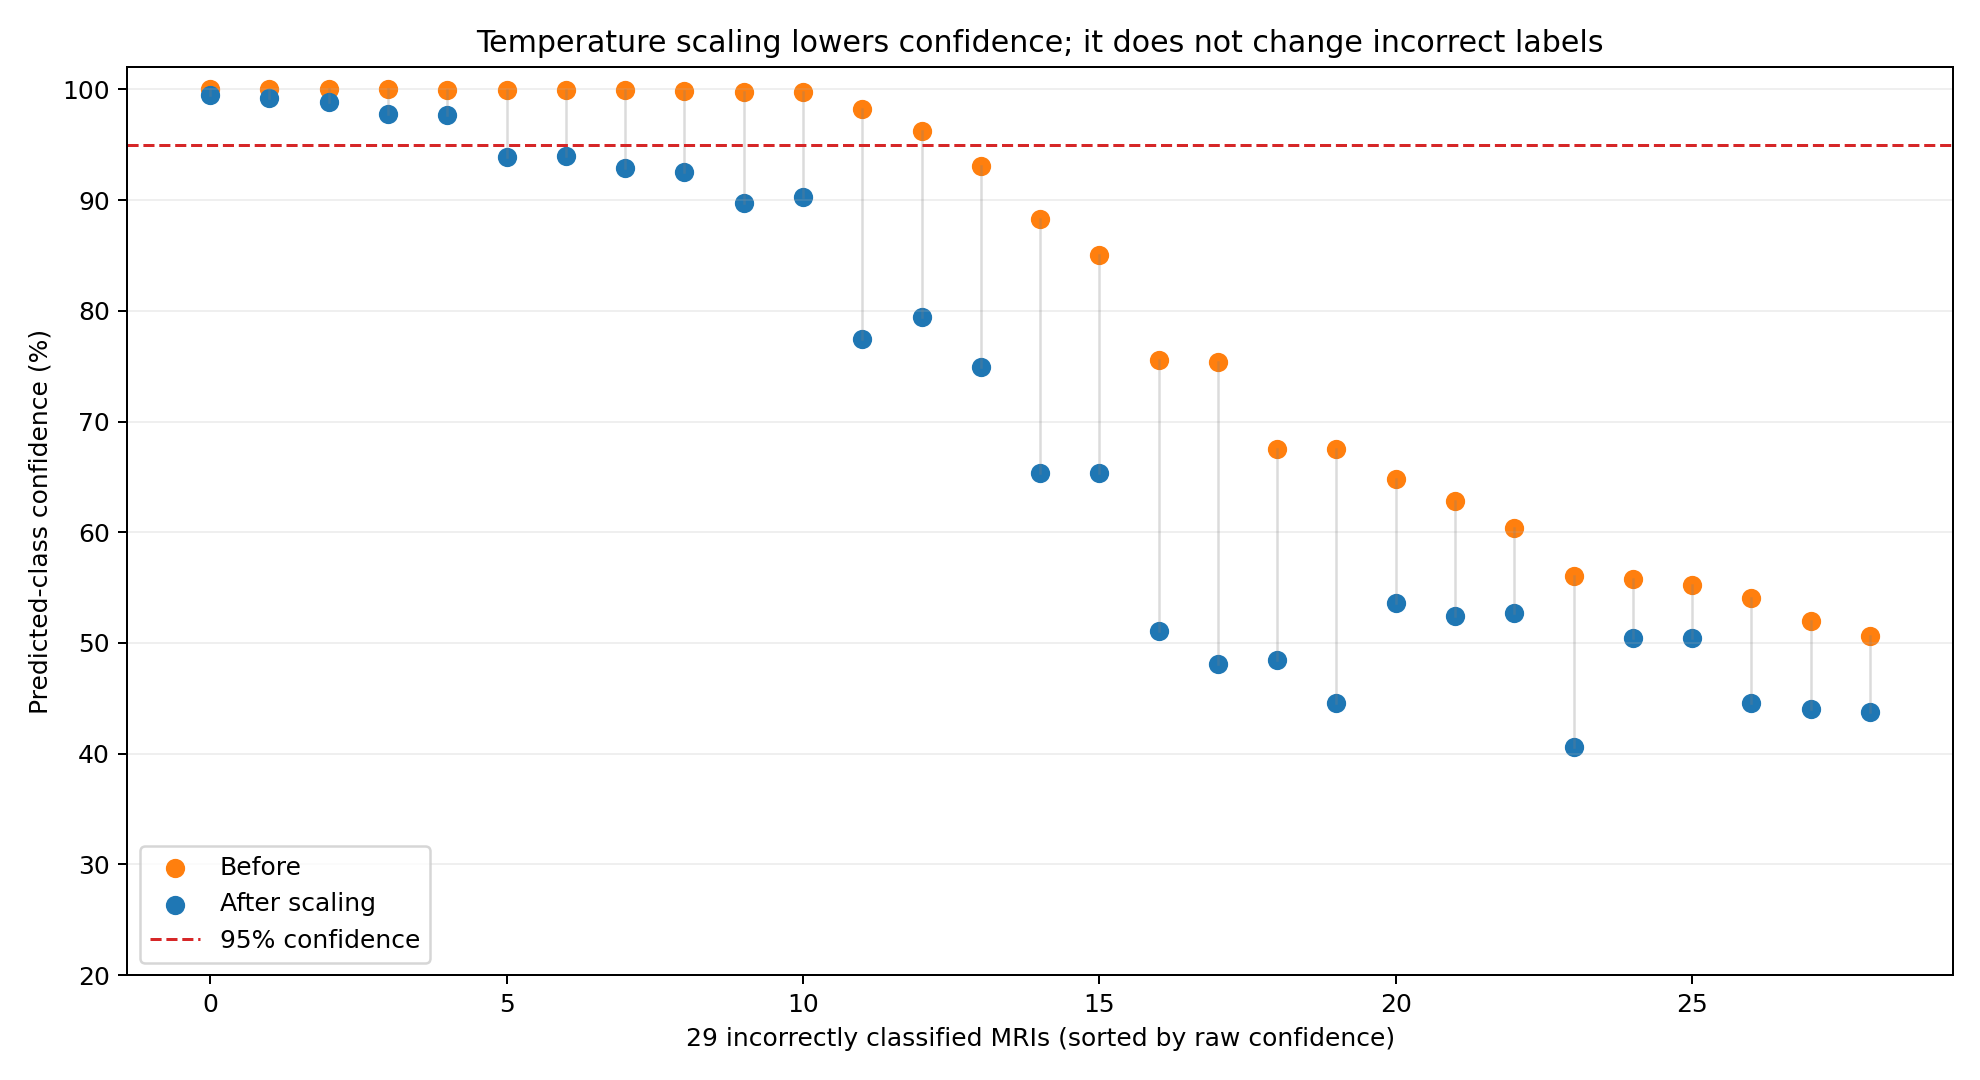 Temperature scaling lowers confidence; it does not change incorrect labels
Predicted-class confidence (%)
100
90
80
70
60
50
40
30
20
Before
After scaling
95% confidence
0 5 10 15 20 25
29 incorrectly classified MRIs (sorted by raw confidence)